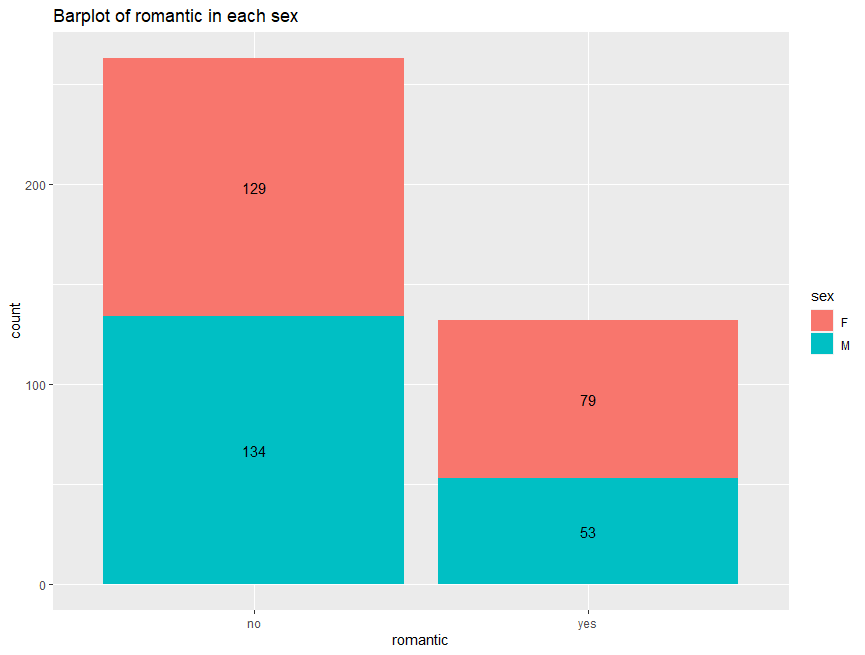 Barplot of romantic in each sex
count
200
100
0
129
134
79
53
no
yes
romantic
sex
F
M